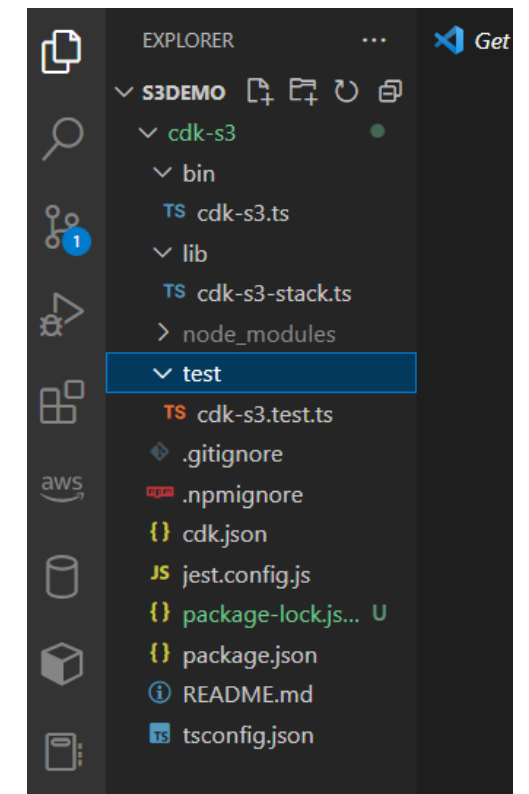 EXPLORER ... Get
S3DEMO
cdk-s3
bin
TS cdk-s3.ts
lib
TS cdk-s3-stack.ts
1
node_modules
test
TS cdk-s3.test.ts
.gitignore
aws
npm .npmignore
{} cdk.json
JS jest.config.js
{} package-lock.js... U
{} package.json
README.md
TS tsconfig.json